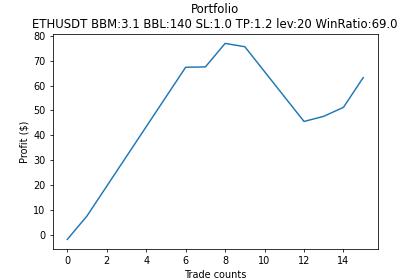 Portfolio
ETHUSDT BBM:3.1 BBL:140 SL:1.0 TP:1.2 lev:20 WinRatio:69.0
80
70
60
50
40
30
20
10
0
Profit ($)
0 2 4 6 8 10 12 14
Trade counts